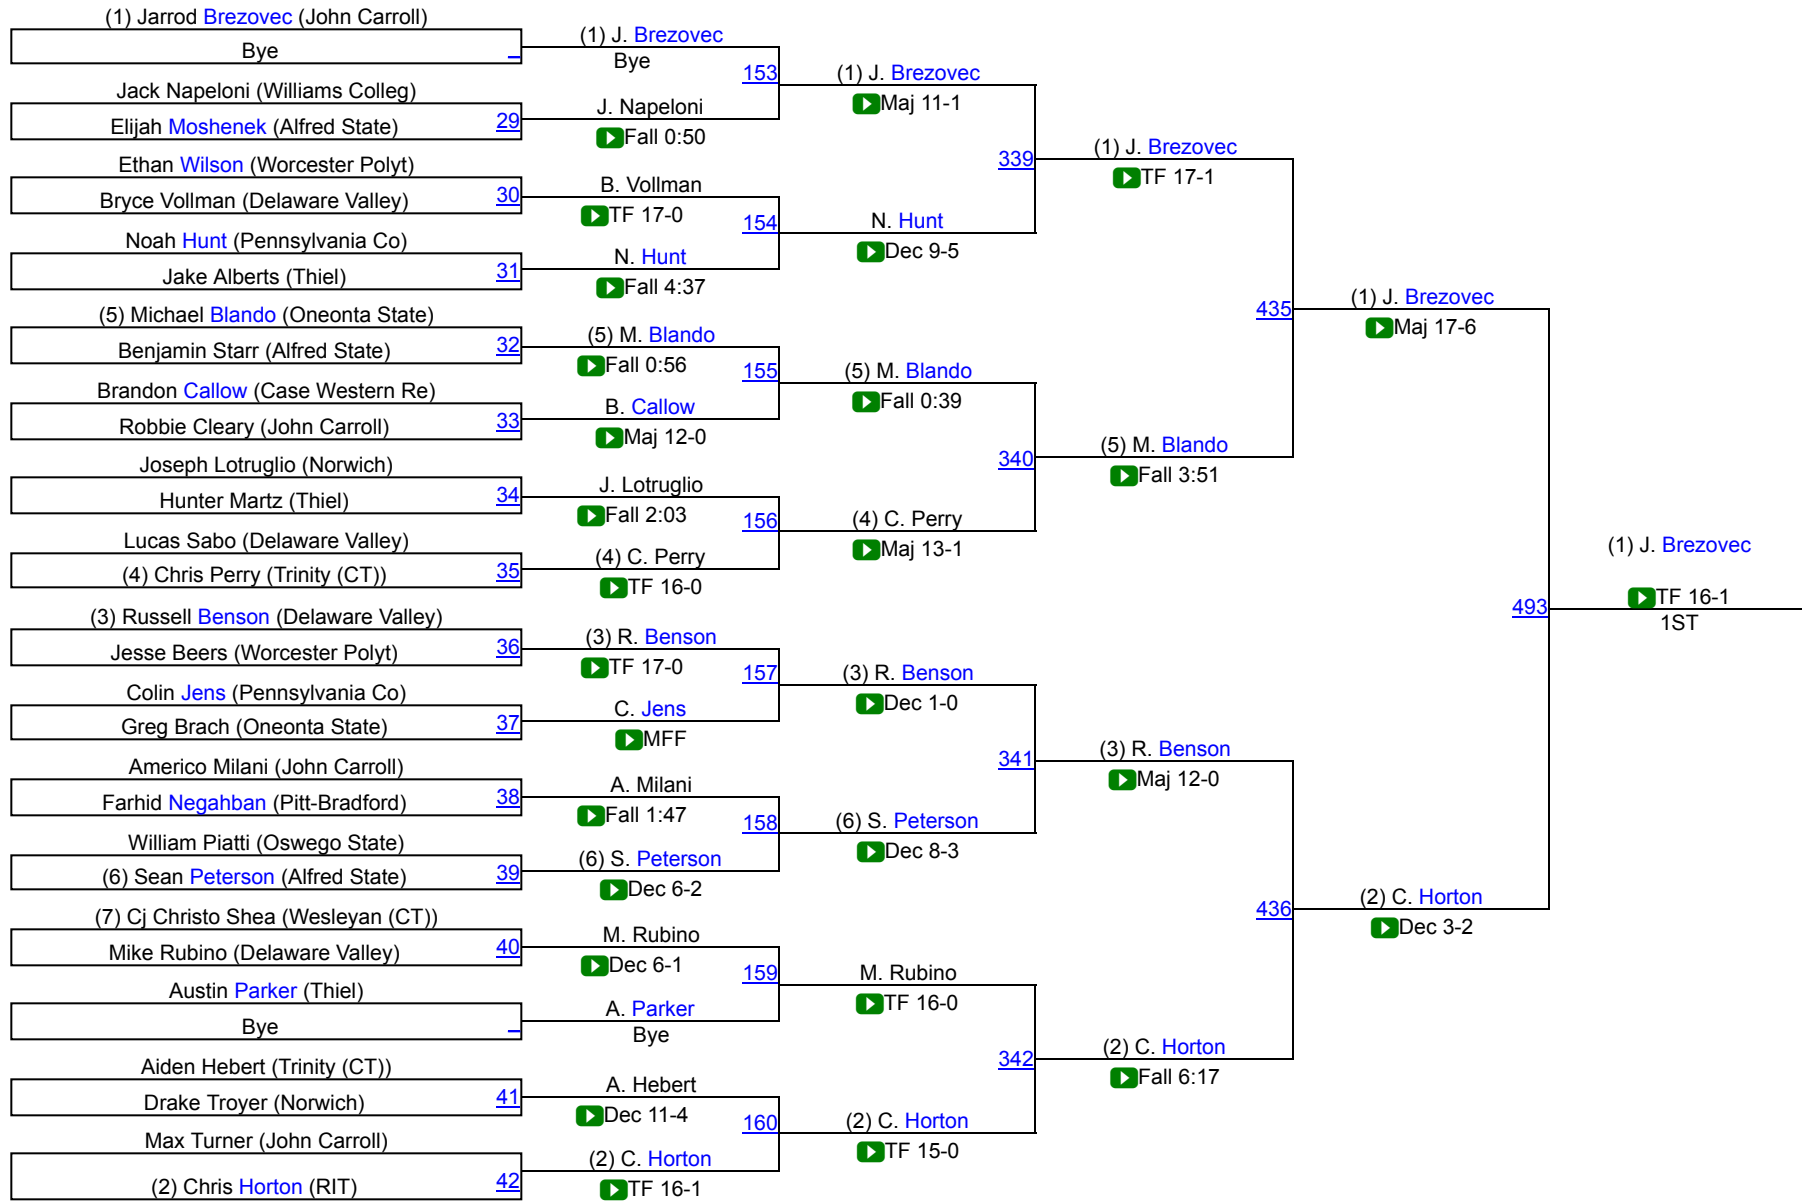 (1) Jarrod Brezovec (John Carroll)
Bye
Jack Napeloni (Williams Colleg)
Elijah Moshenek (Alfred State) 29
Ethan Wilson (Worcester Polyt)
Bryce Vollman (Delaware Valley) 30
Noah Hunt (Pennsylvania Co)
Jake Alberts (Thiel) 31
(5) Michael Blando (Oneonta State)
Benjamin Starr (Alfred State) 32
Brandon Callow (Case Western Re)
Robbie Cleary (John Carroll) 33
Joseph Lotruglio (Norwich)
Hunter Martz (Thiel) 34
Lucas Sabo (Delaware Valley)
(4) Chris Perry (Trinity (CT)) 35
(3) Russell Benson (Delaware Valley)
Jesse Beers (Worcester Polyt) 36
Colin Jens (Pennsylvania Co)
Greg Brach (Oneonta State) 37
Americo Milani (John Carroll)
Farhid Negahban (Pitt-Bradford) 38
William Piatti (Oswego State)
(6) Sean Peterson (Alfred State) 39
(7) Cj Christo Shea (Wesleyan (CT))
Mike Rubino (Delaware Valley) 40
Austin Parker (Thiel)
Bye
Aiden Hebert (Trinity (CT))
Drake Troyer (Norwich) 41
Max Turner (John Carroll)
(2) Chris Horton (RIT) 42
(1) J. Brezovec
Bye
153
J. Napeloni
Fall 0:50
B. Vollman
TF 17-0
154
N. Hunt
Fall 4:37
(5) M. Blando
Fall 0:56
155
B. Callow
Maj 12-0
J. Lotruglio
Fall 2:03
156
(4) C. Perry
TF 16-0
(3) R. Benson
TF 17-0
157
C. Jens
MFF
A. Milani
Fall 1:47
158
(6) S. Peterson
Dec 6-2
M. Rubino
Dec 6-1
159
A. Parker
Bye
A. Hebert
Dec 11-4
160
(2) C. Horton
TF 16-1
(1) J. Brezovec
Maj 11-1
339
N. Hunt
Dec 9-5
(5) M. Blando
Fall 0:39
340
(4) C. Perry
Maj 13-1
(3) R. Benson
Dec 1-0
341
(6) S. Peterson
Dec 8-3
M. Rubino
TF 16-0
342
(2) C. Horton
TF 15-0
(1) J. Brezovec
TF 17-1
435
(5) M. Blando
Fall 3:51
(3) R. Benson
Maj 12-0
436
(2) C. Horton
Fall 6:17
(1) J. Brezovec
Maj 17-6
493
(2) C. Horton
Dec 3-2
(1) J. Brezovec
TF 16-1
1ST